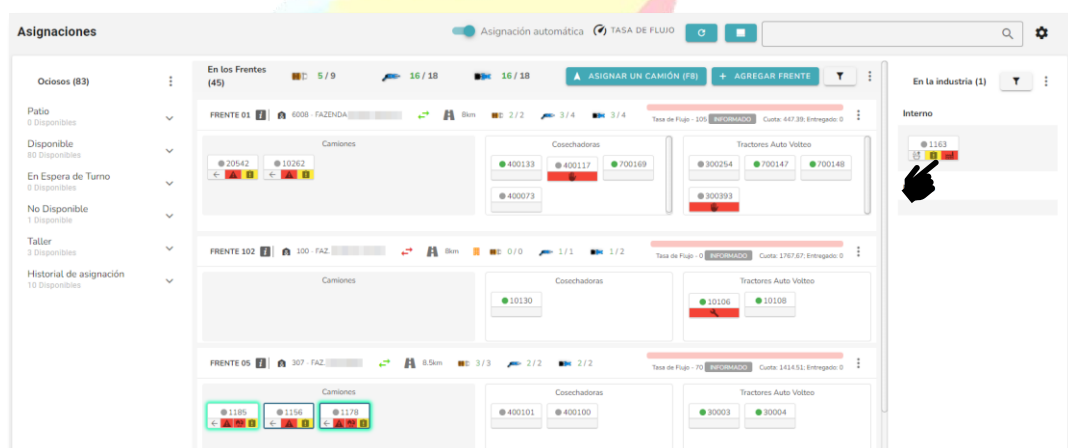 Asignaciones
Asignación automática
TASA DE FLUJO
C
Ociosos (83)
Patio
0 Disponibles
Disponible
80 Disponibles
En Espera de Turno
0 Disponibles
No Disponible
1 Disponible
Taller
3 Disponibles
Historial de asignación
10 Disponibles
En los Frentes (45)
5 / 9
16 / 18
16 / 18
ASIGNAR UN CAMIÓN (F8)
+ AGREGAR FRENTE
FRENTE 01 i 6008 - FAZENDA 8km 2/2 3/4 3/4
Tasa de Flujo - 105 INFORMADO Cuota: 447,39; Entregado: 0
Camiones
20542 10262
Cosechadoras
400133 400117 700169
400073
Tractores Auto Volteo
300254 700147 700148
300393
FRENTE 102 i 100 - FAZ. 8km 0/0 1/1 1/2
Tasa de Flujo - 0 INFORMADO Cuota: 1767,67; Entregado: 0
Camiones
Cosechadoras
10130
Tractores Auto Volteo
10106 10108
FRENTE 05 i 307 - FAZ. 8.5km 3/3 2/2 2/2
Tasa de Flujo - 70 INFORMADO Cuota: 1414,51; Entregado: 0
Camiones
1185 1156 1178
Cosechadoras
400101 400100
Tractores Auto Volteo
30003 30004
En la industria (1)
Interno
1163